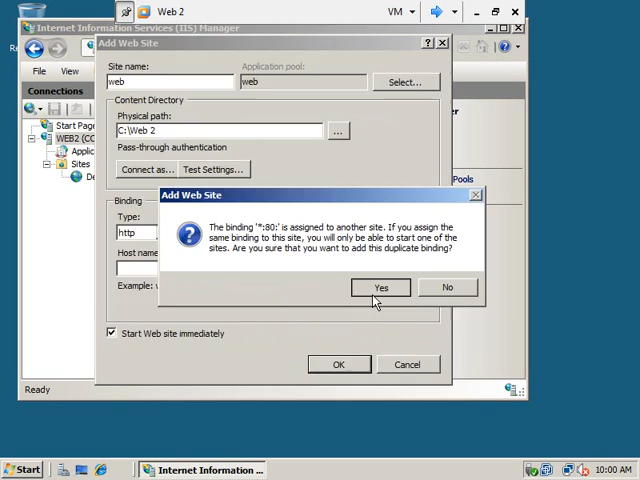 Web 2
VM
Internet Information Services (IIS) Manager
Add Web Site
File
View
Connections
Start Page
WEB2 (CO
Applic
Sites
De
Site name:
Application pool:
web
web
Select...
Content Directory
Physical path:
C:\Web 2
...
Pass-through authentication
Connect as...
Test Settings...
Pools
Binding
Type:
http
Host name
Example: w
Add Web Site
The binding '*:80:' is assigned to another site. If you assign the
same binding to this site, you will only be able to start one of the
sites. Are you sure that you want to add this duplicate binding?
Yes
No
Start Web site immediately
OK
Cancel
Ready
Start
Internet Information ...
10:00 AM